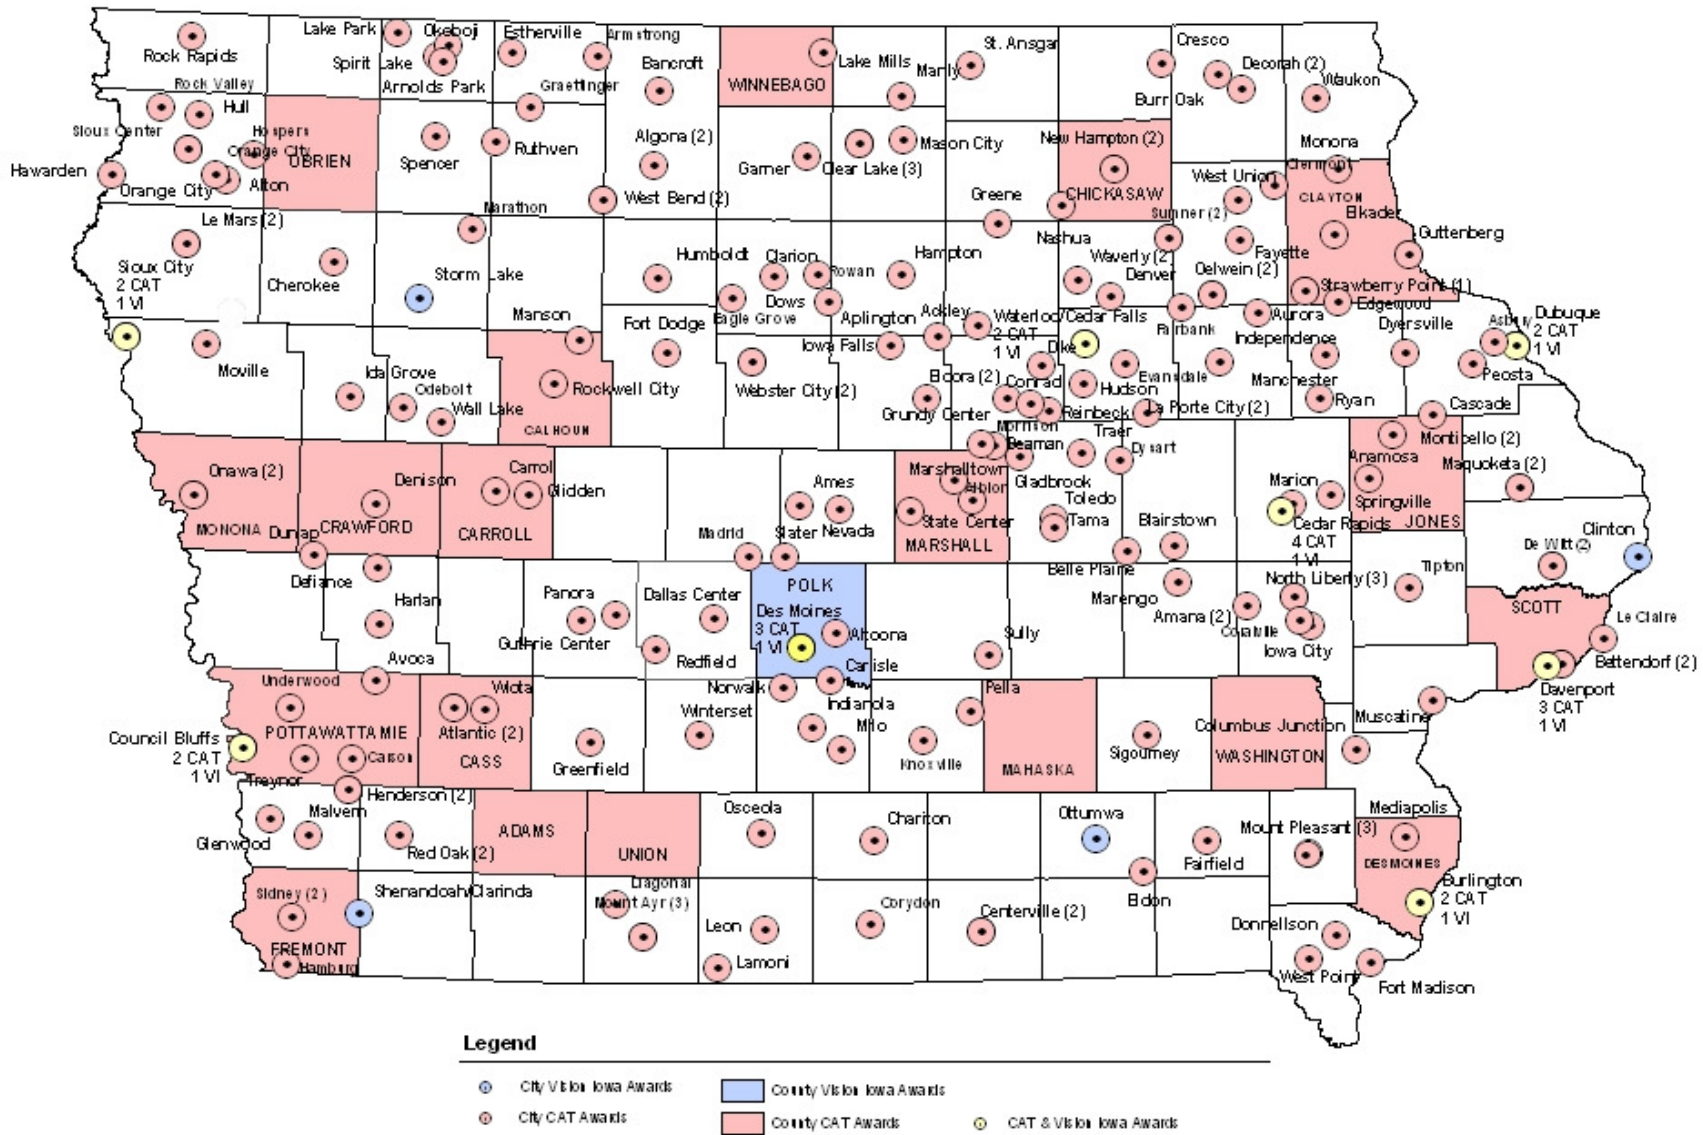 Lake Park
Okoboji
Estherville
Armstrong
St. Ansgar
Cresco
Rock Rapids
Spirit Lake
Bancroft
Lake Mills
Manly
Decorah (2)
Waukon
Rock Valley
Arnolds Park
Graettinger
WINNEBAGO
Burr Oak
Hull
Sioux Center
Hospers
Algona (2)
New Hampton (2)
Monona
Orange City
OBRIEN
Spencer
Ruthven
Garner
Clear Lake (3)
Mason City
Clermont
Hawarden
Orange City
Alton
West Union
West Bend (2)
Greene
CHICKASAW
CLAYTON
Le Mars (2)
Marathon
Sumner (2)
Elkader
Guttenberg
Sioux City
2 CAT
1 VI
Cherokee
Storm Lake
Humboldt
Clarion
Rowan
Hampton
Nashua
Waverly (2)
Denver
Fayette
Oelwein (2)
Strawberry Point (1)
Edgewood
Manson
Fort Dodge
Eagle Grove
Dows
Aplington
Ackley
Waterloo/Cedar Falls
2 CAT
1 VI
Fairbank
Aurora
Independence
Dyersville
Asbury
Dubuque
2 CAT
1 VI
Moville
Ida Grove
Odebolt
Wall Lake
Rockwell City
Webster City (2)
Iowa Falls
Dike
Eldora (2)
Conrad
Hudson
Evansdale
Manchester
Peosta
CALHOUN
Grundy Center
Morrison
Reinbeck
La Porte City (2)
Ryan
Cascade
Beaman
Traer
Dysart
Monticello (2)
Onawa (2)
Denison
Carrol
Glidden
Ames
Marshalltown
Albion
Gladbrook
Marion
Anamosa
Maquoketa (2)
MONONA
Dunlap
CRAWFORD
CARROLL
Madrid
Slater
Nevada
State Center
MARSHALL
Toledo
Tama
Blairstown
Cedar Rapids
4 CAT
1 VI
Springville
JONES
Clinton
De Witt (2)
Defiance
Belle Plaine
North Liberty (3)
Tipton
Harlan
Panora
Dallas Center
POLK
Des Moines
3 CAT
1 VI
Altoona
Marengo
Amana (2)
SCOTT
Le Claire
Guthrie Center
Redfield
Carlisle
Sully
Coralville
Iowa City
Bettendorf (2)
Avoca
Underwood
Wiota
Norwalk
Indianola
Pella
Davenport
3 CAT
1 VI
Council Bluffs
2 CAT
1 VI
POTTAWATTAMIE
Atlantic (2)
Winterset
Milo
Columbus Junction
Muscatine
Carson
CASS
Greenfield
Knoxville
MAHASKA
Sigourney
WASHINGTON
Treynor
Henderson (2)
Malvern
Glenwood
Red Oak (2)
ADAMS
UNION
Osceola
Chariton
Ottumwa
Fairfield
Mount Pleasant (3)
Mediapolis
DESMOINES
Sidney (2)
Shenandoah/Clarinda
Diagonal
Mount Ayr (3)
Leon
Corydon
Centerville (2)
Eldon
Burlington
2 CAT
1 VI
FREMONT
Hamburg
Lamoni
Donnellson
West Point
Fort Madison
Legend
City Vision Iowa Awards
County Vision Iowa Awards
City CAT Awards
County CAT Awards
CAT & Vision Iowa Awards